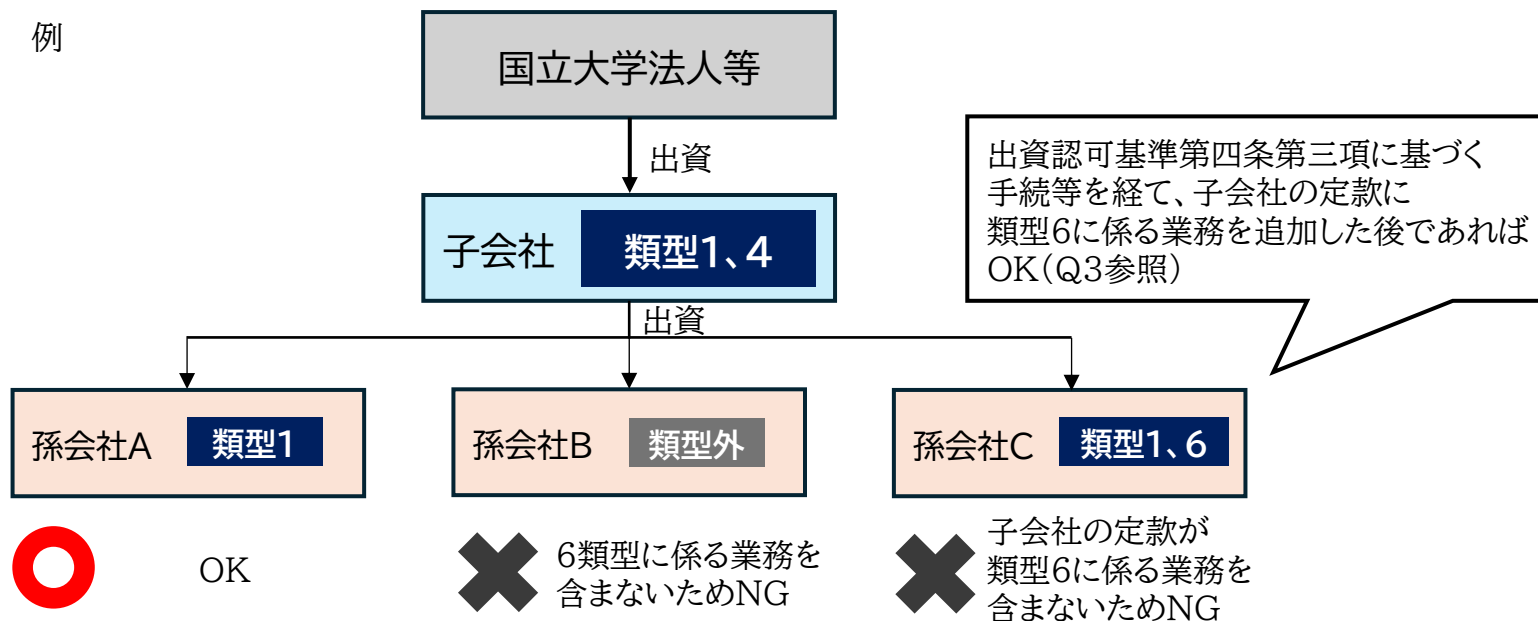 例
国立大学法人等
出資
出資認可基準第四条第三項に基づく
手続等を経て、子会社の定款に
類型6に係る業務を追加した後であれば
OK(Q3参照)
子会社
類型1、4
出資
孫会社A
類型1
孫会社B
類型外
孫会社C
類型1、6
OK
6類型に係る業務を
含まないためNG
子会社の定款が
類型6に係る業務を
含まないためNG